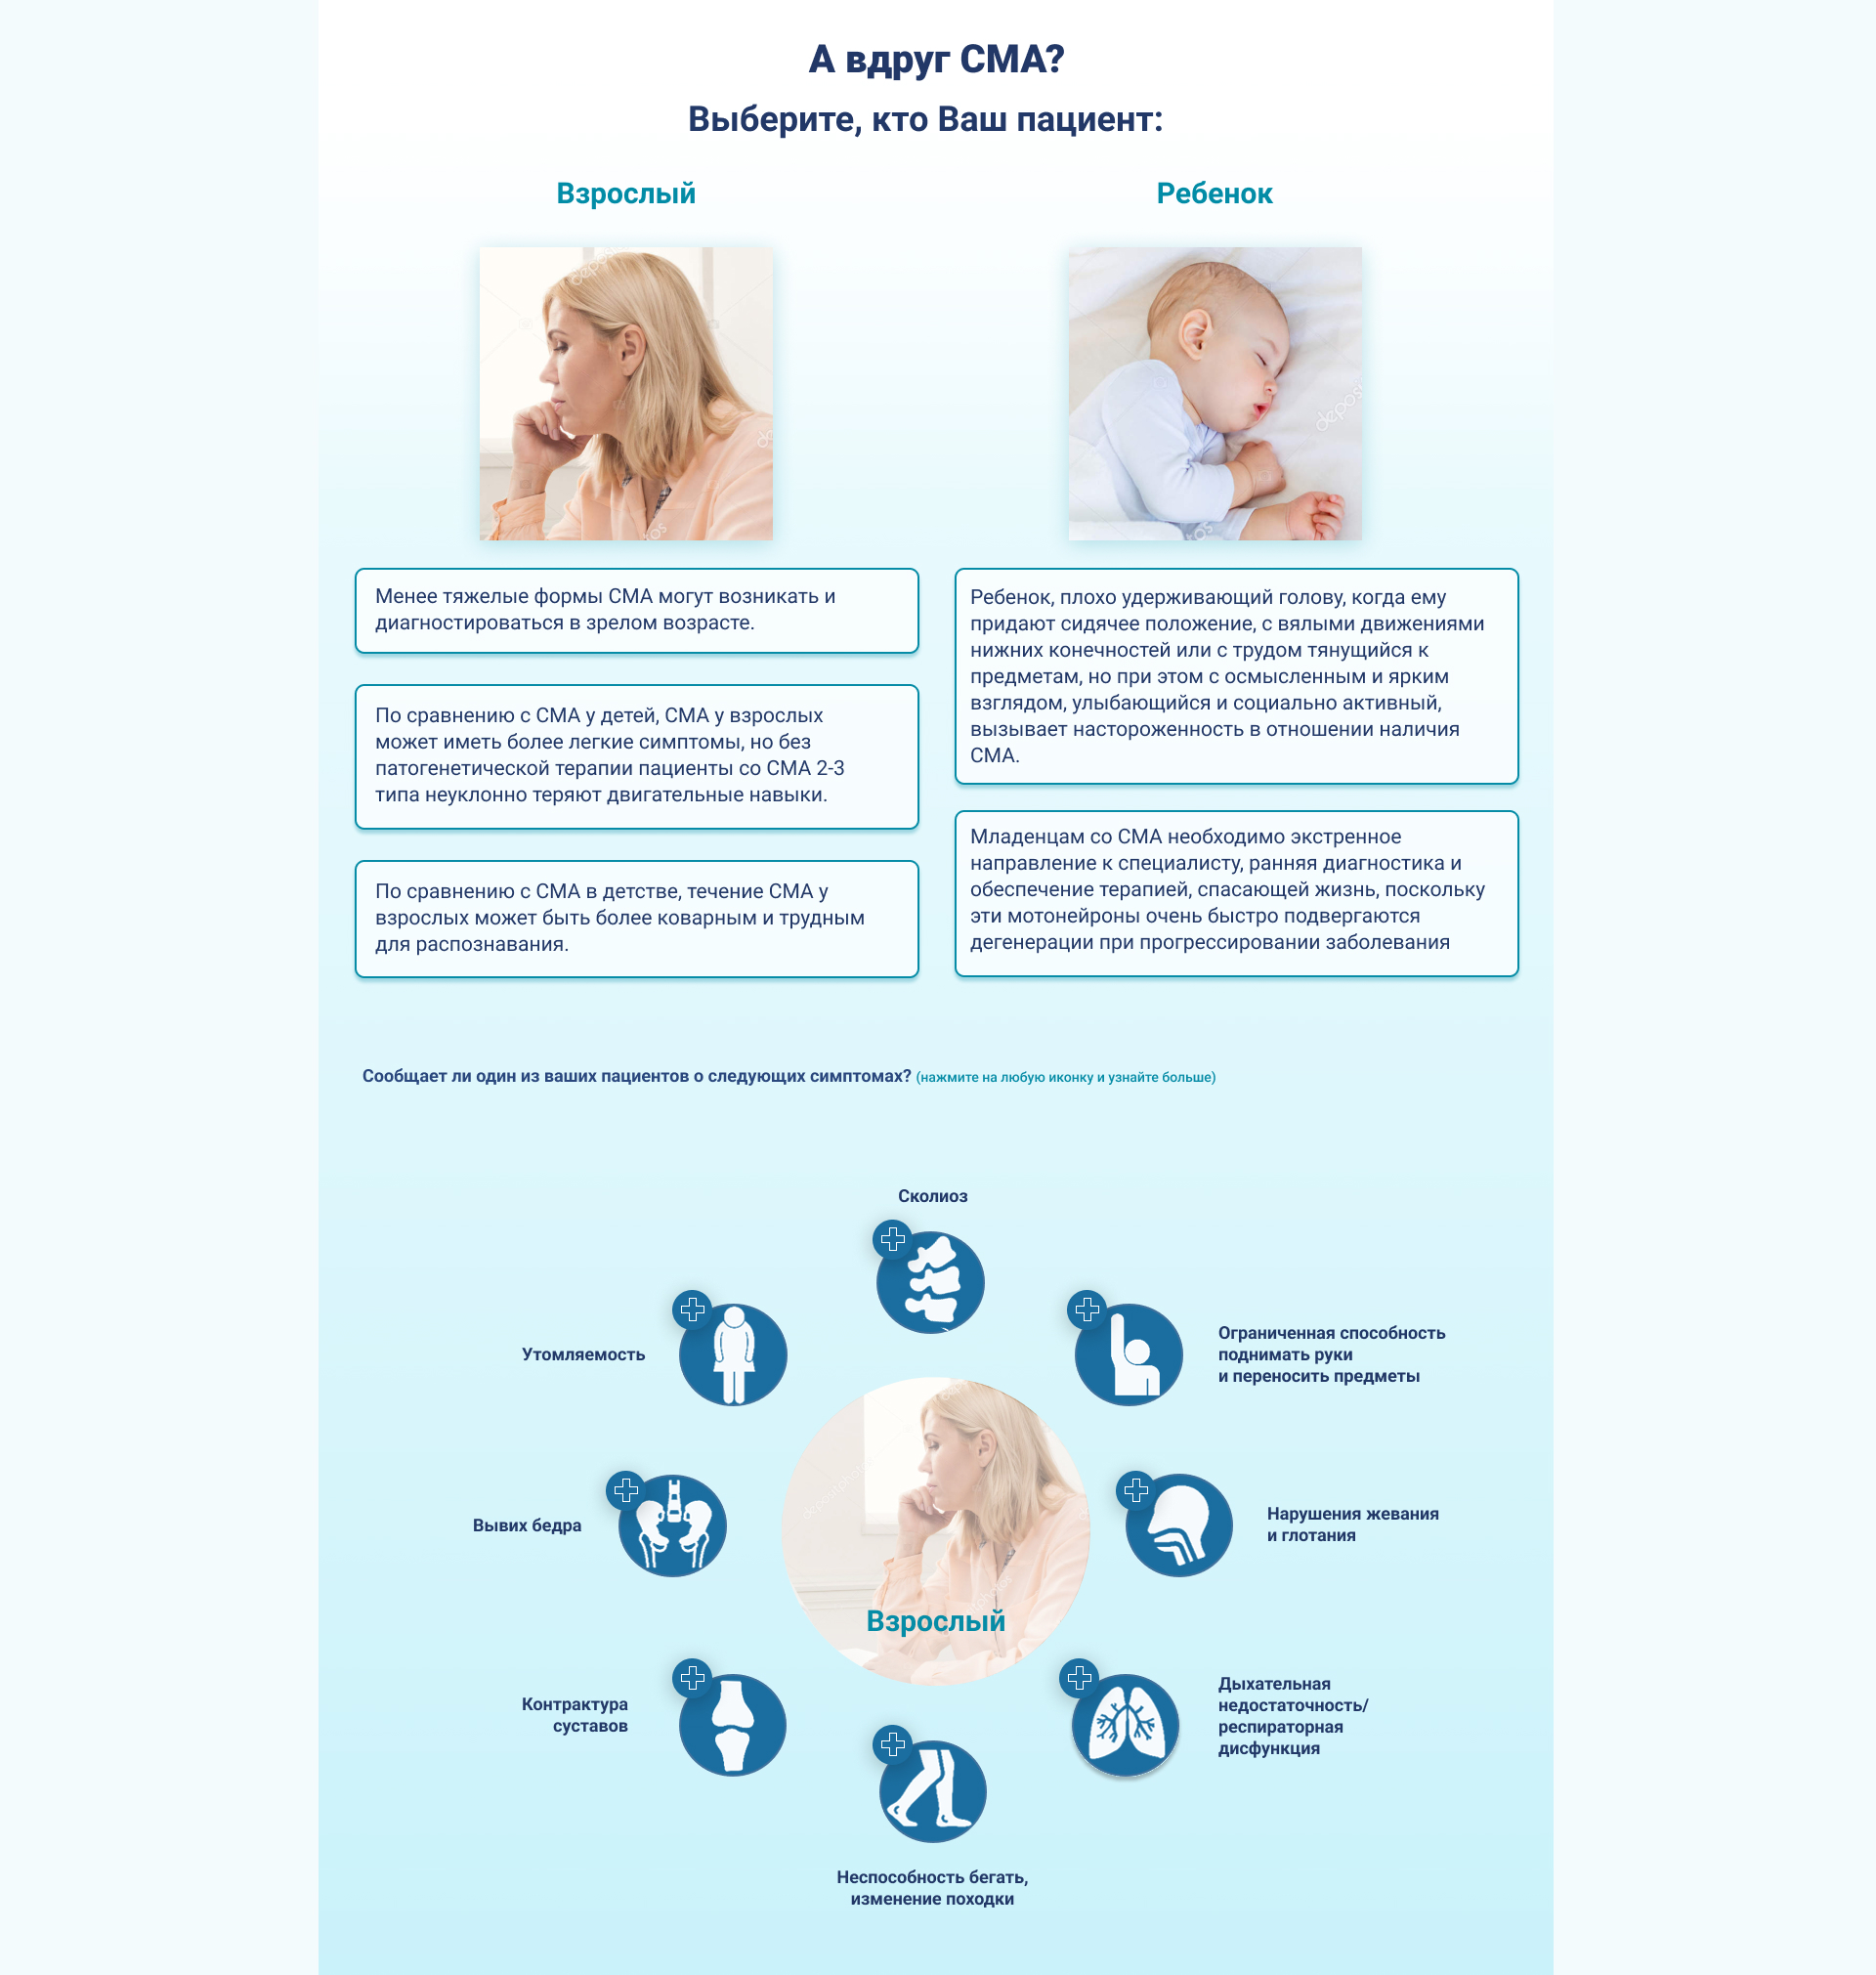 А вдруг СМА?
Выберите, кто Ваш пациент:
Взрослый
Менее тяжелые формы СМА могут возникать и
диагностироваться в зрелом возрасте.
По сравнению с СМА у детей, СМА у взрослых
может иметь более легкие симптомы, но без
патогенетической терапии пациенты со СМА 2-3
типа неуклонно теряют двигательные навыки.
По сравнению с СМА в детстве, течение СМА у
взрослых может быть более коварным и трудным
для распознавания.
Ребенок
Ребенок, плохо удерживающий голову, когда ему
придают сидячее положение, с вялыми движениями
нижних конечностей или с трудом тянущийся к
предметам, но при этом с осмысленным и ярким
взглядом, улыбающийся и социально активный,
вызывает настороженность в отношении наличия
СМА.
Младенцам со СМА необходимо экстренное
направление к специалисту, ранняя диагностика и
обеспечение терапией, спасающей жизнь, поскольку
эти мотонейроны очень быстро подвергаются
дегенерации при прогрессировании заболевания
Сообщает ли один из ваших пациентов о следующих симптомах? (нажмите на любую иконку и узнайте больше)
Сколиоз
Утомляемость
Ограниченная способность
поднимать руки
и переносить предметы
Вывих бедра
Нарушения жевания
и глотания
Взрослый
Контрактура
суставов
Дыхательная
недостаточность/
респираторная
дисфункция
Неспособность бегать,
изменение походки